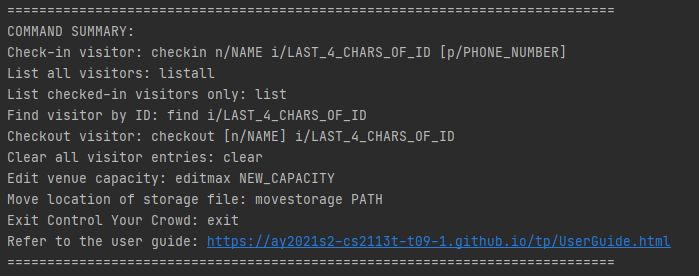 ============================================================================
COMMAND SUMMARY:
Check-in visitor: checkin n/NAME i/LAST_4_CHARS_OF_ID [p/PHONE_NUMBER]
List all visitors: listall
List checked-in visitors only: list
Find visitor by ID: find i/LAST_4_CHARS_OF_ID
Checkout visitor: checkout [n/NAME] i/LAST_4_CHARS_OF_ID
Clear all visitor entries: clear
Edit venue capacity: editmax NEW_CAPACITY
Move location of storage file: movestorage PATH
Exit Control Your Crowd: exit
Refer to the user guide: https://ay2021s2-cs2113t-t09-1.github.io/tp/UserGuide.html
============================================================================